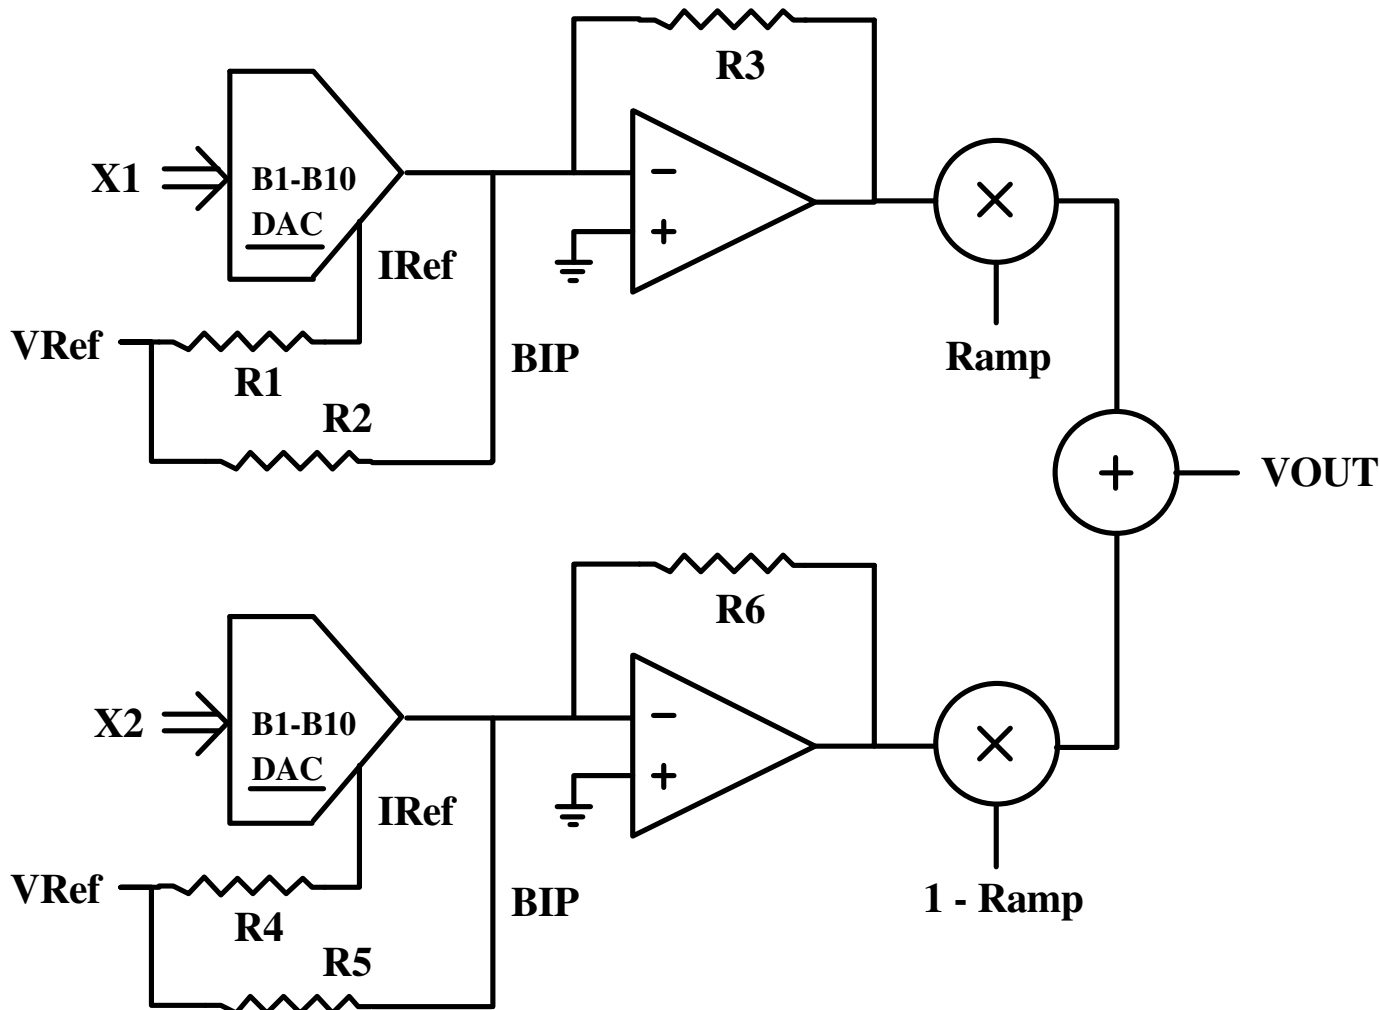 R3
X1
B1-B10
DAC
IRef
VRef
R1
BIP
R2
Ramp
VOUT
R6
X2
B1-B10
DAC
IRef
VRef
R4
BIP
R5
1 - Ramp